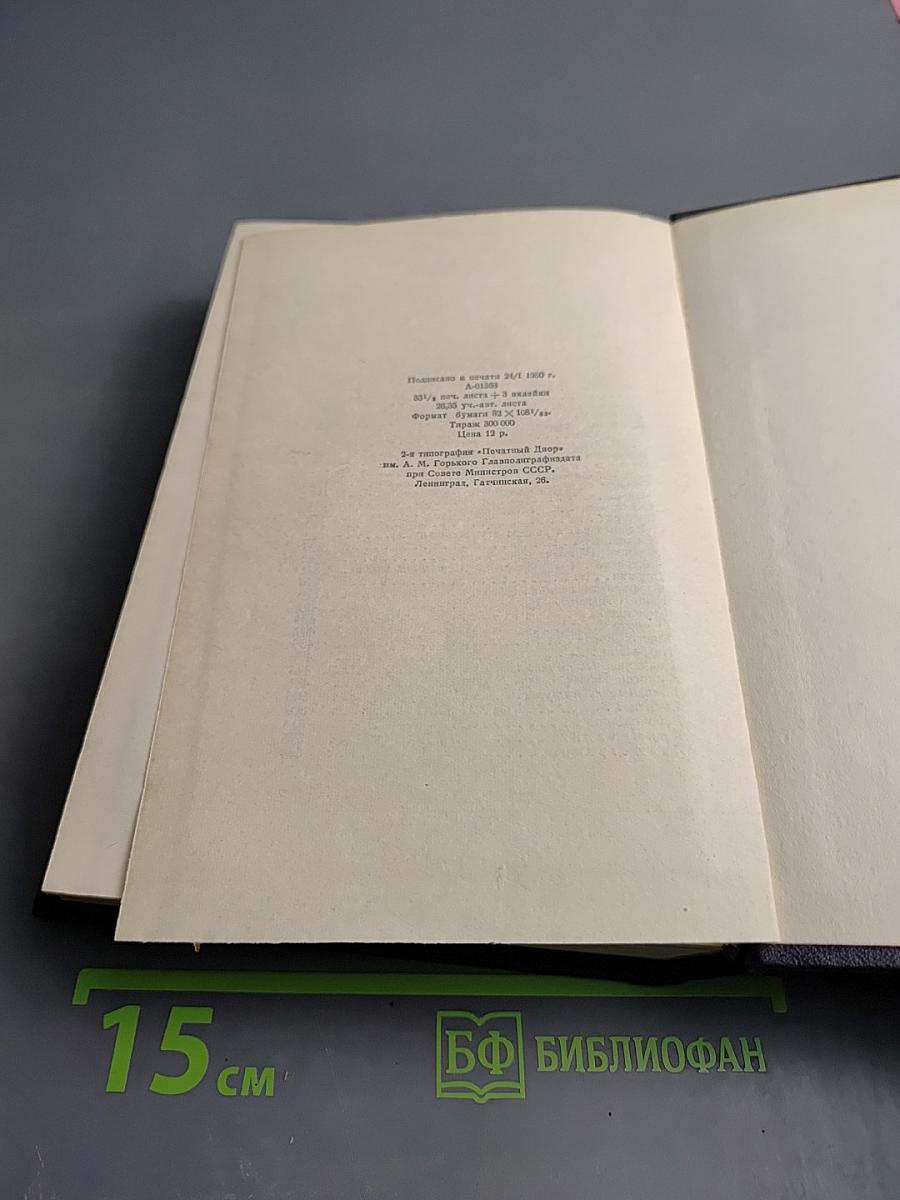 Подписано к печати 24/I 1950 г.
А-01363
33½ печ. листа + 3 вклейки
26,35 уч.-авт. листа
Формат бумаги 82 × 108¹/₃₂.
Тираж 300 000
Цена 12 р.
2-я типография «Печатный Двор»
им. А. М. Горького Главполиграфиздата
при Совете Министров СССР.
Ленинград, Гатчинская, 26.
15 см
БФ БИБЛИОФАН